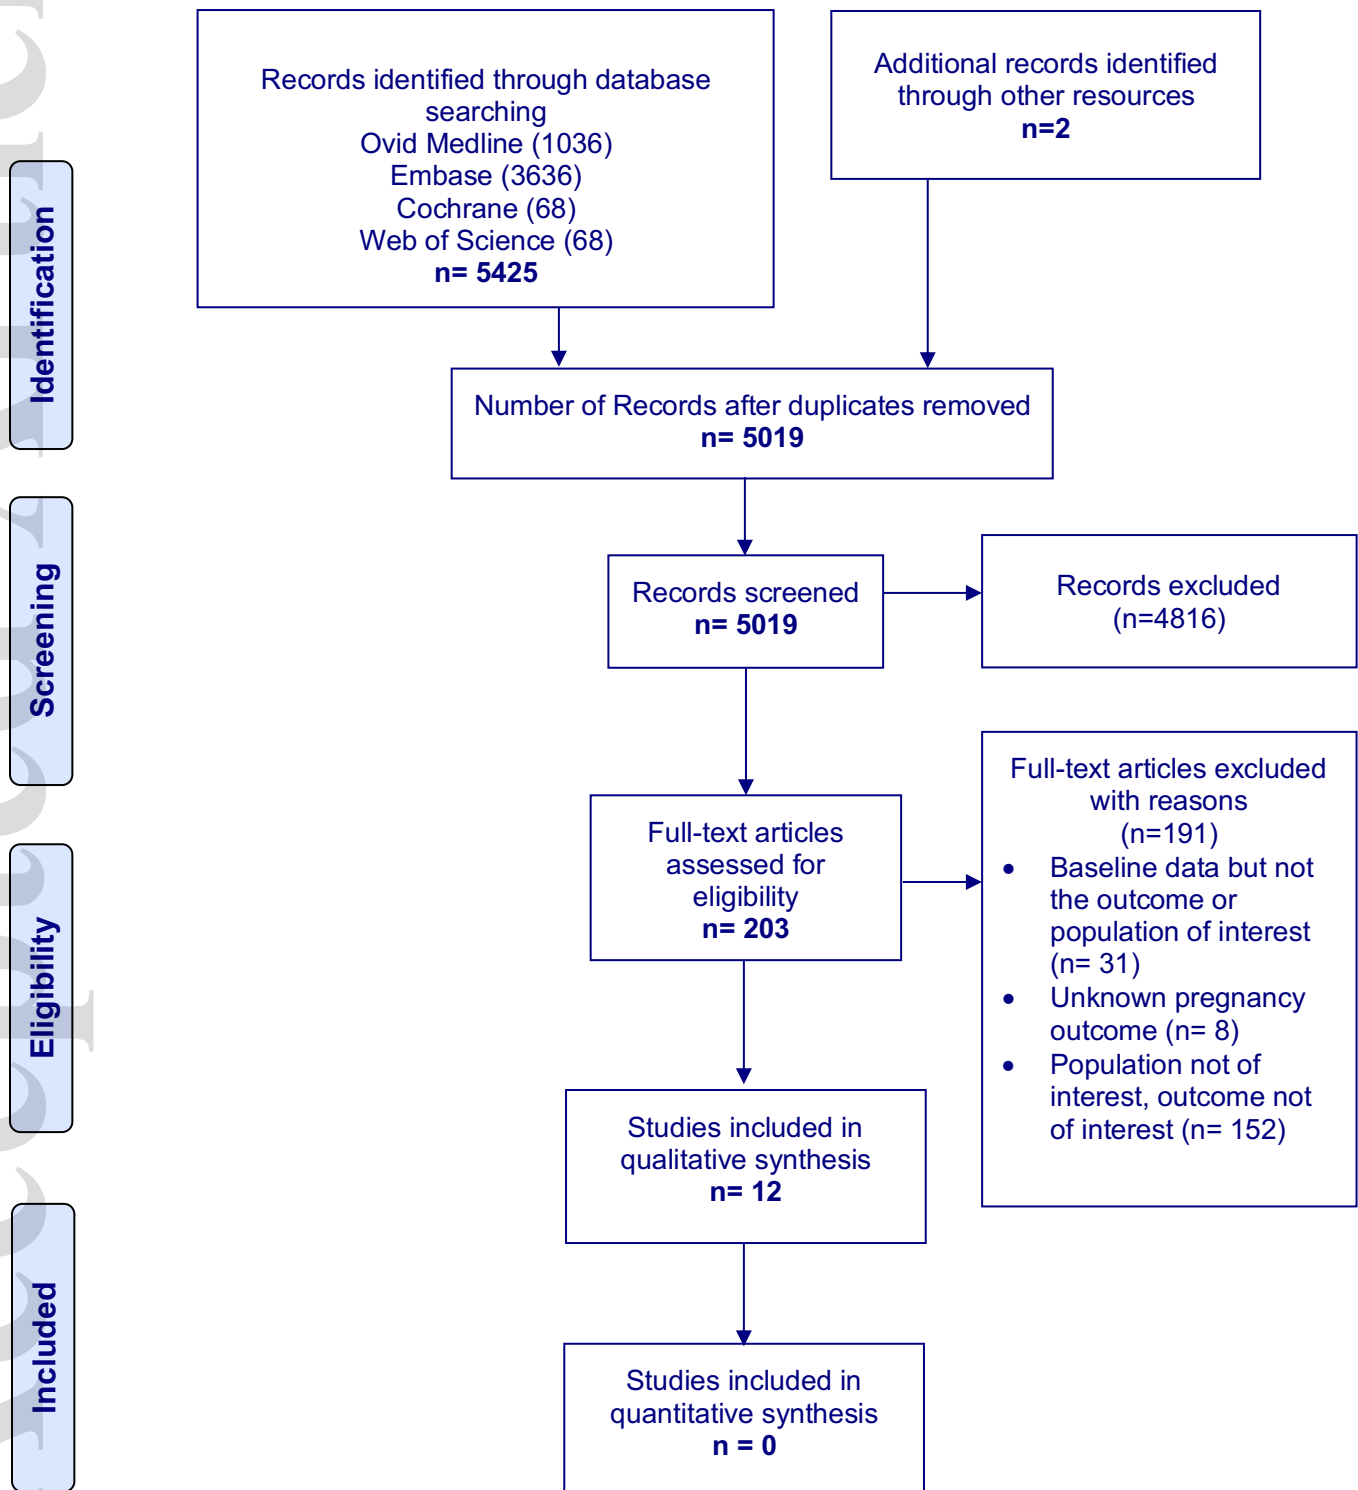 Records identified through database
searching
Ovid Medline (1036)
Embase (3636)
Cochrane (68)
Web of Science (68)
n= 5425
Additional records identified
through other resources
n=2
Identification
Number of Records after duplicates removed
n= 5019
Screening
Records screened
n= 5019
Records excluded
(n=4816)
Eligibility
Full-text articles
assessed for
eligibility
n= 203
Full-text articles excluded
with reasons
(n=191)
• Baseline data but not
the outcome or
population of interest
(n= 31)
• Unknown pregnancy
outcome (n= 8)
• Population not of
interest, outcome not
of interest (n= 152)
Studies included in
qualitative synthesis
n= 12
Included
Studies included in
quantitative synthesis
n = 0